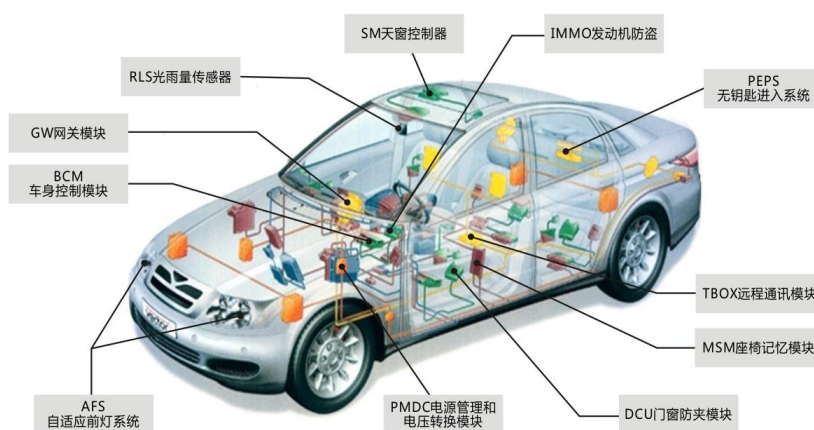 SM天窗控制器
IMMO发动机防盗
RLS光雨量传感器
PEPS
无钥匙进入系统
GW网关模块
BCM
车身控制模块
TBOX远程通讯模块
MSM座椅记忆模块
AFS
自适应前灯系统
PMDC电源管理和
电压转换模块
DCU门窗防夹模块